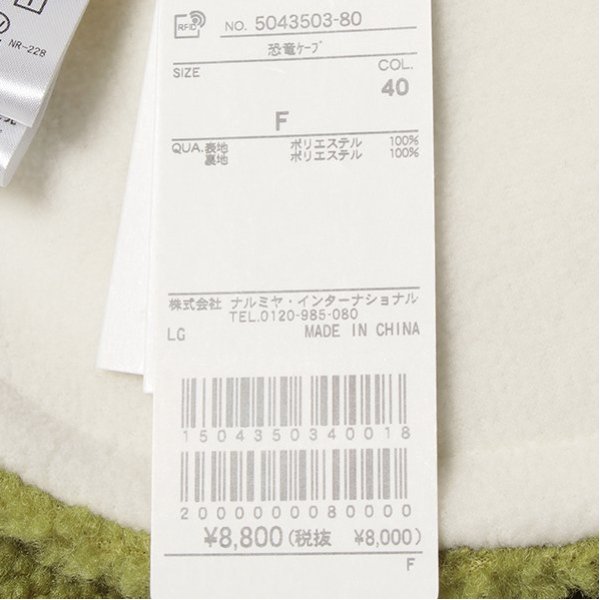 NR-228
RFID NO. 5043503-80
恐竜ケープ
SIZE COL.
40
F
QUA. 表地 ポリエステル 100%
裏地 ポリエステル 100%
株式会社 ナルミヤ・インターナショナル
TEL.0120-985-080
LG MADE IN CHINA
1504350340018
2000000080000
¥8,800(税抜 ¥8,000)
F